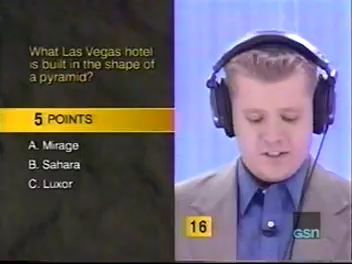 What Las Vegas hotel
is built in the shape of
a pyramid?
5 POINTS
A. Mirage
B. Sahara
C. Luxor
16
GSN